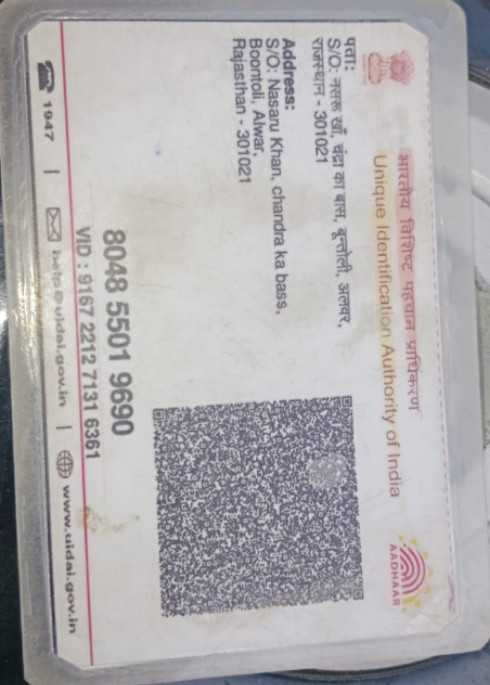 भारतीय विशिष्ट पहचान प्राधिकरण
Unique Identification Authority of India
AADHAAR
पता:
S/O: नसरू खाँ, चंद्रा का बास, बून्तोली, अलवर,
राजस्थान - 301021
Address:
S/O: Nasaru Khan, chandra ka bass,
Boontoli, Alwar,
Rajasthan - 301021
8048 5501 9690
VID : 9167 2212 7131 6361
1947 | help@uidai.gov.in | www.uidai.gov.in